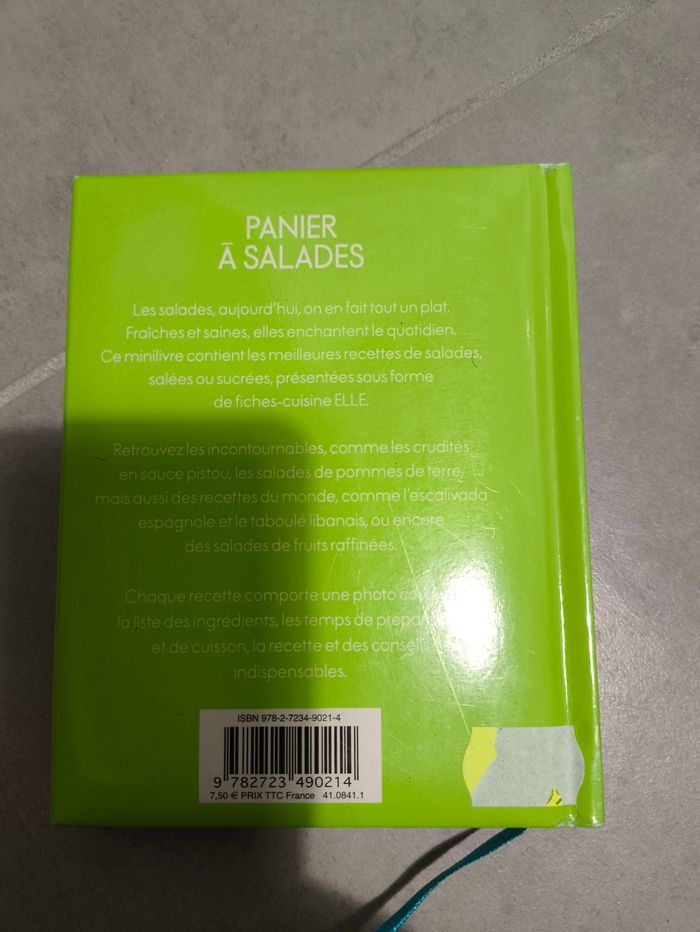 PANIER
À SALADES
Les salades, aujourd'hui, on en fait tout un plat.
Fraîches et saines, elles enchantent le quotidien.
Ce minilivre contient les meilleures recettes de salades,
salées ou sucrées, présentées sous forme
de fiches-cuisine ELLE.
Retrouvez les incontournables, comme les crudités
en sauce pistou, les salades de pommes de terre,
mais aussi des recettes du monde, comme l'escalivada
espagnole et le taboulé libanais, ou encore
des salades de fruits raffinées.
Chaque recette comporte une photo
la liste des ingrédients, les temps de
et de cuisson, la recette et des conseils
indispensables.
ISBN 978-2-7234-9021-4
9 782723 490214
7,50 € PRIX TTC France 41.0841.1